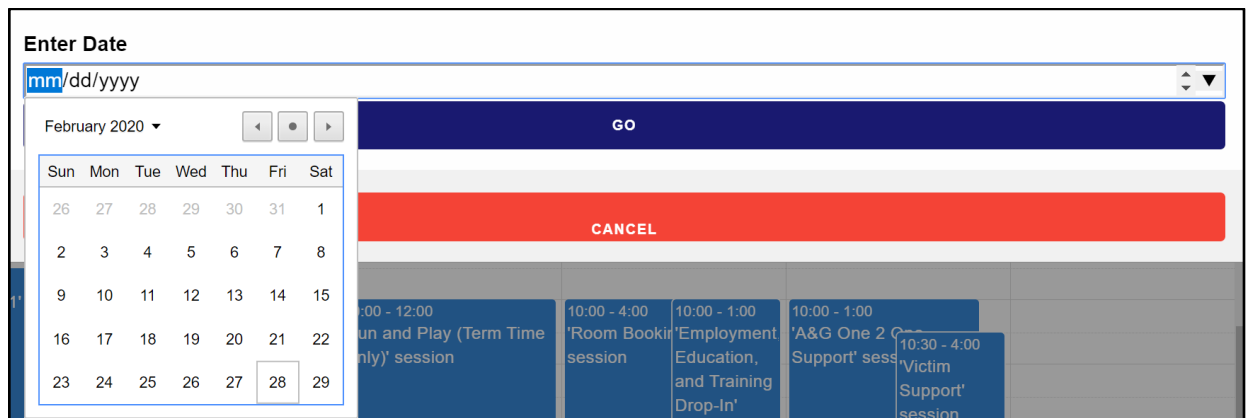 Enter Date
mm/dd/yyyy
GO
February 2020
Sun Mon Tue Wed Thu Fri Sat
26 27 28 29 30 31 1
2 3 4 5 6 7 8
9 10 11 12 13 14 15
16 17 18 19 20 21 22
23 24 25 26 27 28 29
CANCEL
1'
:00 - 12:00
un and Play (Term Time
nly)' session
10:00 - 4:00
'Room Bookin
session
10:00 - 1:00
'Employment,
Education,
and Training
Drop-In'
10:00 - 1:00
'A&G One 2 One
Support' sess
10:30 - 4:00
'Victim
Support'
session